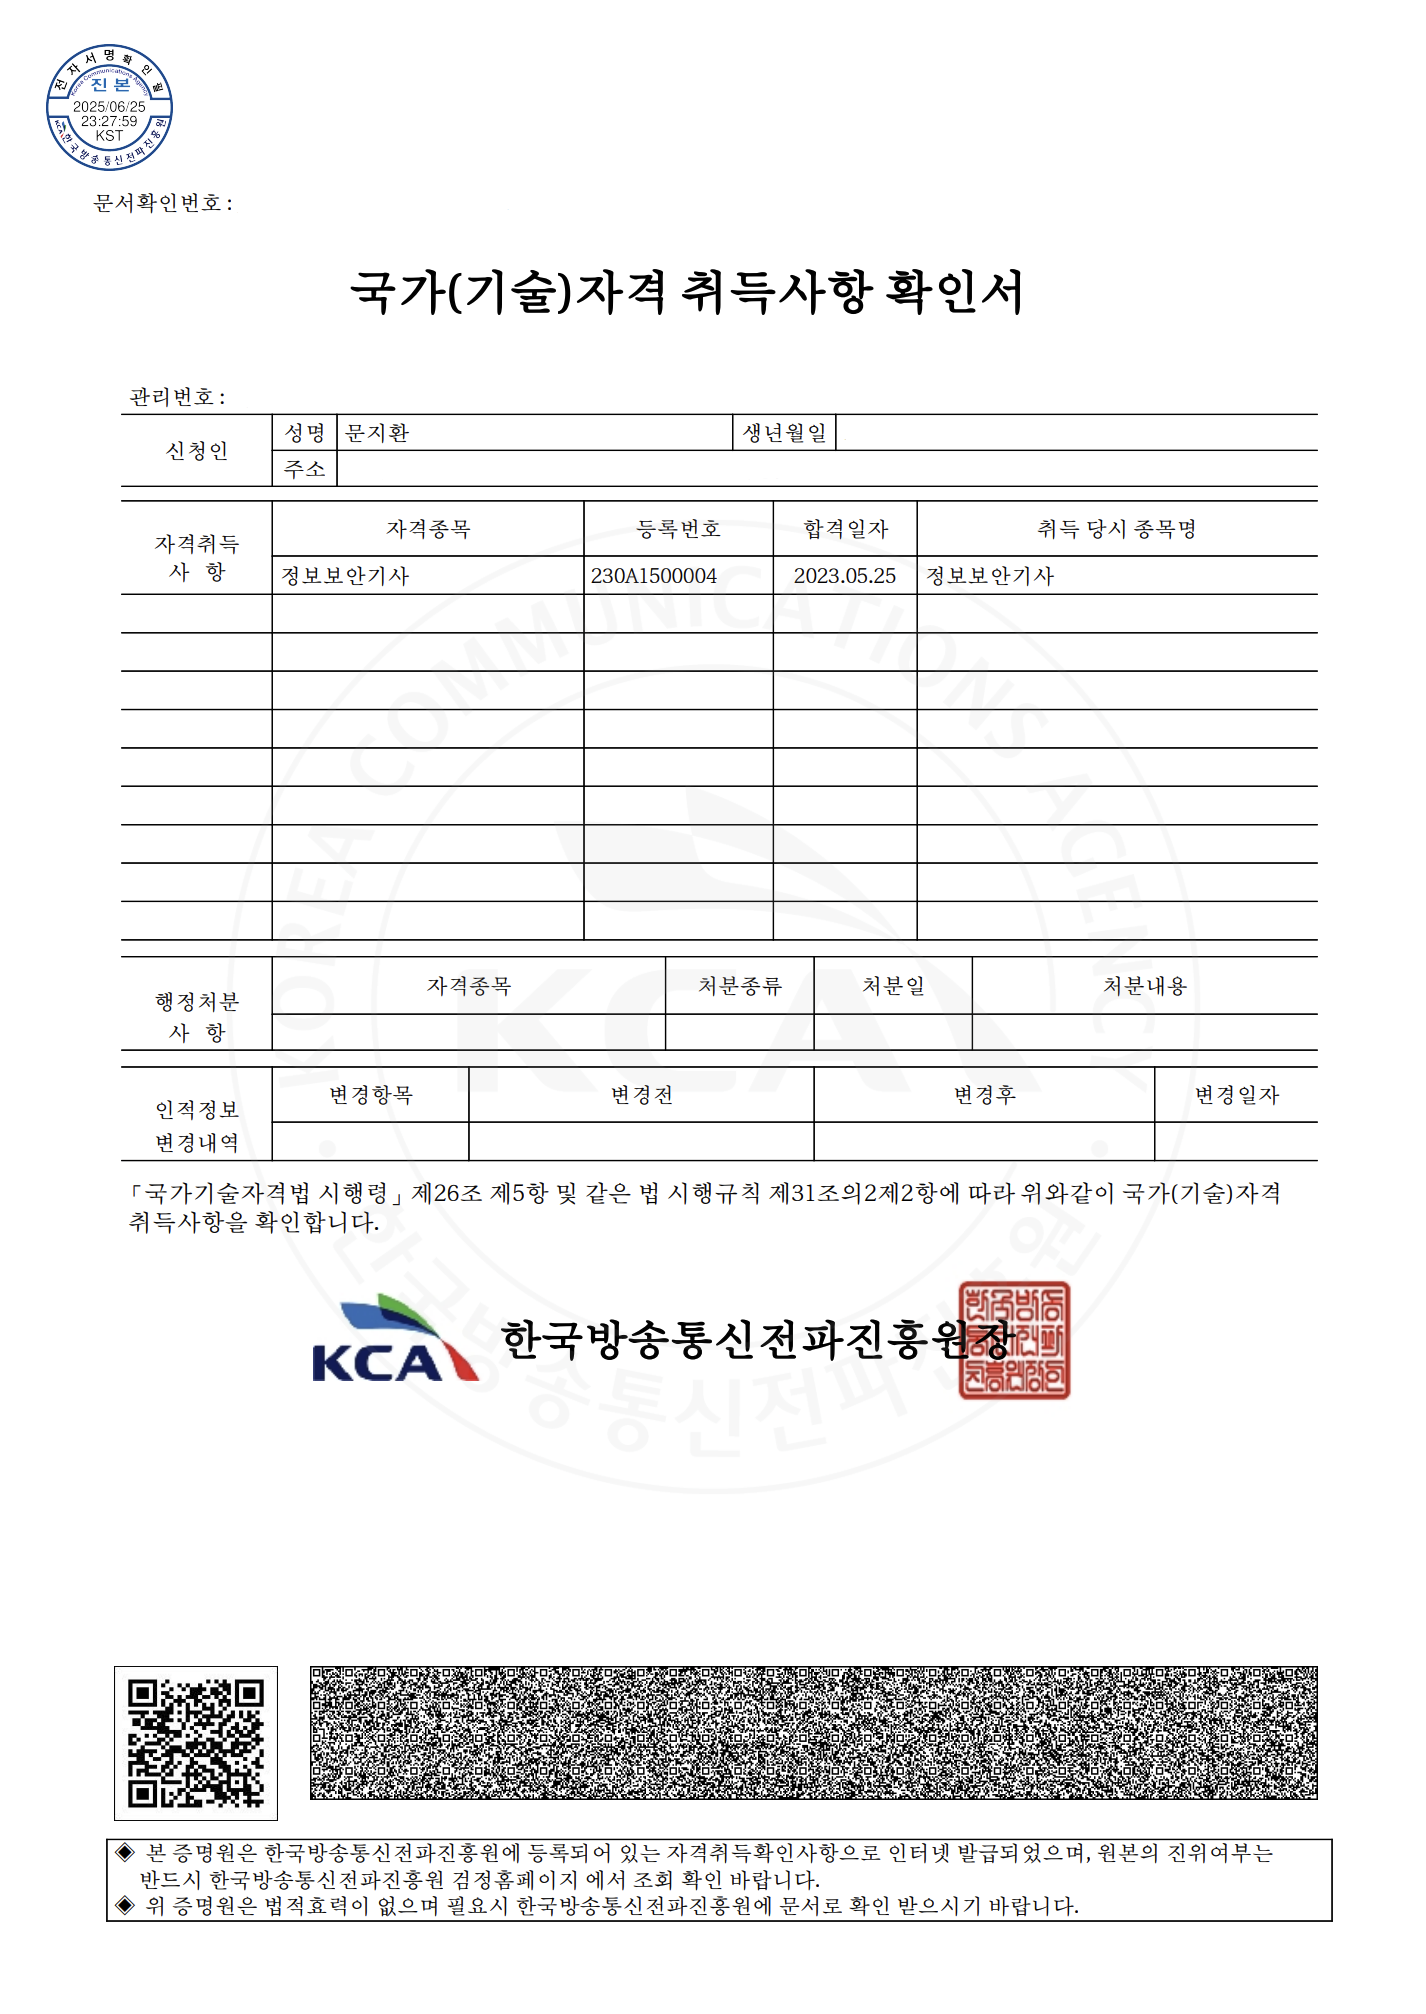 전자서명확인필
Korea Communications Agency
진본
2025/06/25
23:27:59
KST
KCA 한국방송통신전파진흥원
문서확인번호 :
국가(기술)자격 취득사항 확인서
관리번호 :
신청인 성명 문지환 생년월일
주소
자격취득 사 항 자격종목 등록번호 합격일자 취득 당시 종목명
정보보안기사 230A1500004 2023.05.25 정보보안기사
행정처분 사 항 자격종목 처분종류 처분일 처분내용
인적정보 변경내역 변경항목 변경전 변경후 변경일자
「국가기술자격법 시행령」제26조 제5항 및 같은 법 시행규칙 제31조의2제2항에 따라 위와같이 국가(기술)자격
취득사항을 확인합니다.
KCA 한국방송통신전파진흥원장
KOREA COMMUNICATIONS AGENCY
KCA
한국방송통신전파진흥원
◈ 본 증명원은 한국방송통신전파진흥원에 등록되어 있는 자격취득확인사항으로 인터넷 발급되었으며, 원본의 진위여부는
반드시 한국방송통신전파진흥원 검정홈페이지 에서 조회 확인 바랍니다.
◈ 위 증명원은 법적효력이 없으며 필요시 한국방송통신전파진흥원에 문서로 확인 받으시기 바랍니다.